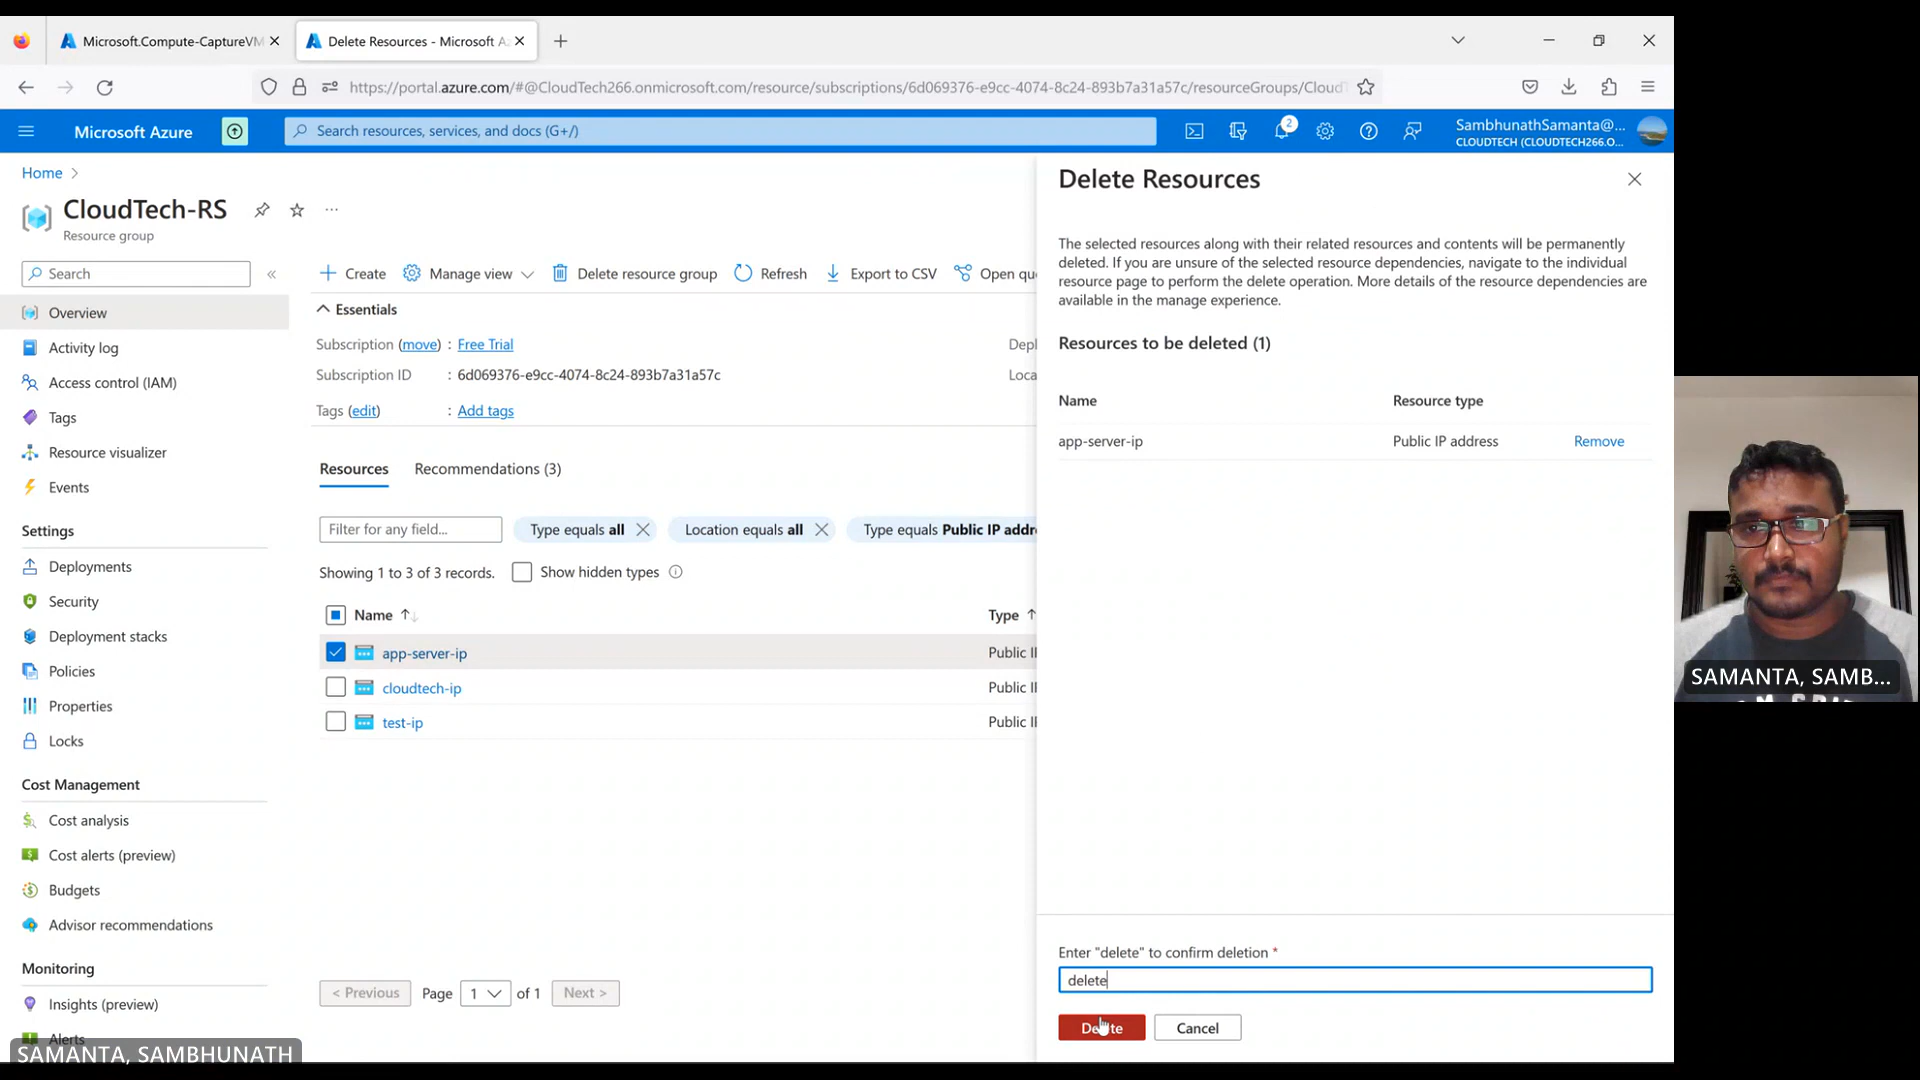 Microsoft.Compute-CaptureVM
Delete Resources - Microsoft A
https://portal.azure.com/#@CloudTech266.onmicrosoft.com/resource/subscriptions/6d069376-e9cc-4074-8c24-893b7a31a57c/resourceGroups/CloudT
Microsoft Azure
Search resources, services, and docs (G+/)
2
SambhunathSamanta@...
CLOUDTECH (CLOUDTECH266.O...
Home
CloudTech-RS
Resource group
Search
Overview
Activity log
Access control (IAM)
Tags
Resource visualizer
Events
Settings
Deployments
Security
Deployment stacks
Policies
Properties
Locks
Cost Management
Cost analysis
Cost alerts (preview)
Budgets
Advisor recommendations
Monitoring
Insights (preview)
Alerts
Create
Manage view
Delete resource group
Refresh
Export to CSV
Open qu
Essentials
Subscription (move) : Free Trial
Depl
Subscription ID : 6d069376-e9cc-4074-8c24-893b7a31a57c
Loca
Tags (edit) : Add tags
Resources
Recommendations (3)
Filter for any field...
Type equals all
Location equals all
Type equals Public IP addre
Showing 1 to 3 of 3 records.
Show hidden types
Name
Type
app-server-ip
Public IP
cloudtech-ip
Public IP
test-ip
Public IP
< Previous
Page 1 of 1
Next >
Delete Resources
The selected resources along with their related resources and contents will be permanently
deleted. If you are unsure of the selected resource dependencies, navigate to the individual
resource page to perform the delete operation. More details of the resource dependencies are
available in the manage experience.
Resources to be deleted (1)
Name
Resource type
app-server-ip
Public IP address
Remove
Enter "delete" to confirm deletion *
delete
Delete
Cancel
SAMANTA, SAMB...
SAMANTA, SAMBHUNATH